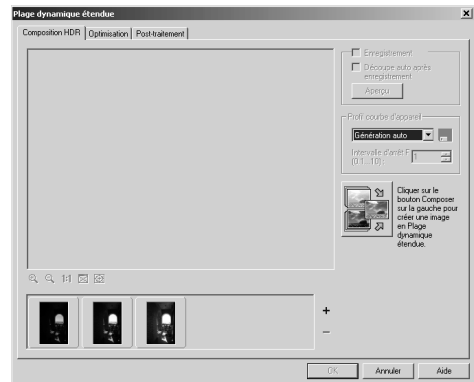 Plage dynamique étendue
Composition HDR
Optimisation
Post-traitement
Enregistrement
Découpe auto après
enregistrement
Aperçu
Profil courbe d'appareil
Génération auto
Intervalle d'arrêt F
(0.1...10) :
1
Cliquer sur le
bouton Composer
sur la gauche pour
créer une image
en Plage
dynamique
étendue.
1:1
+
−
OK
Annuler
Aide